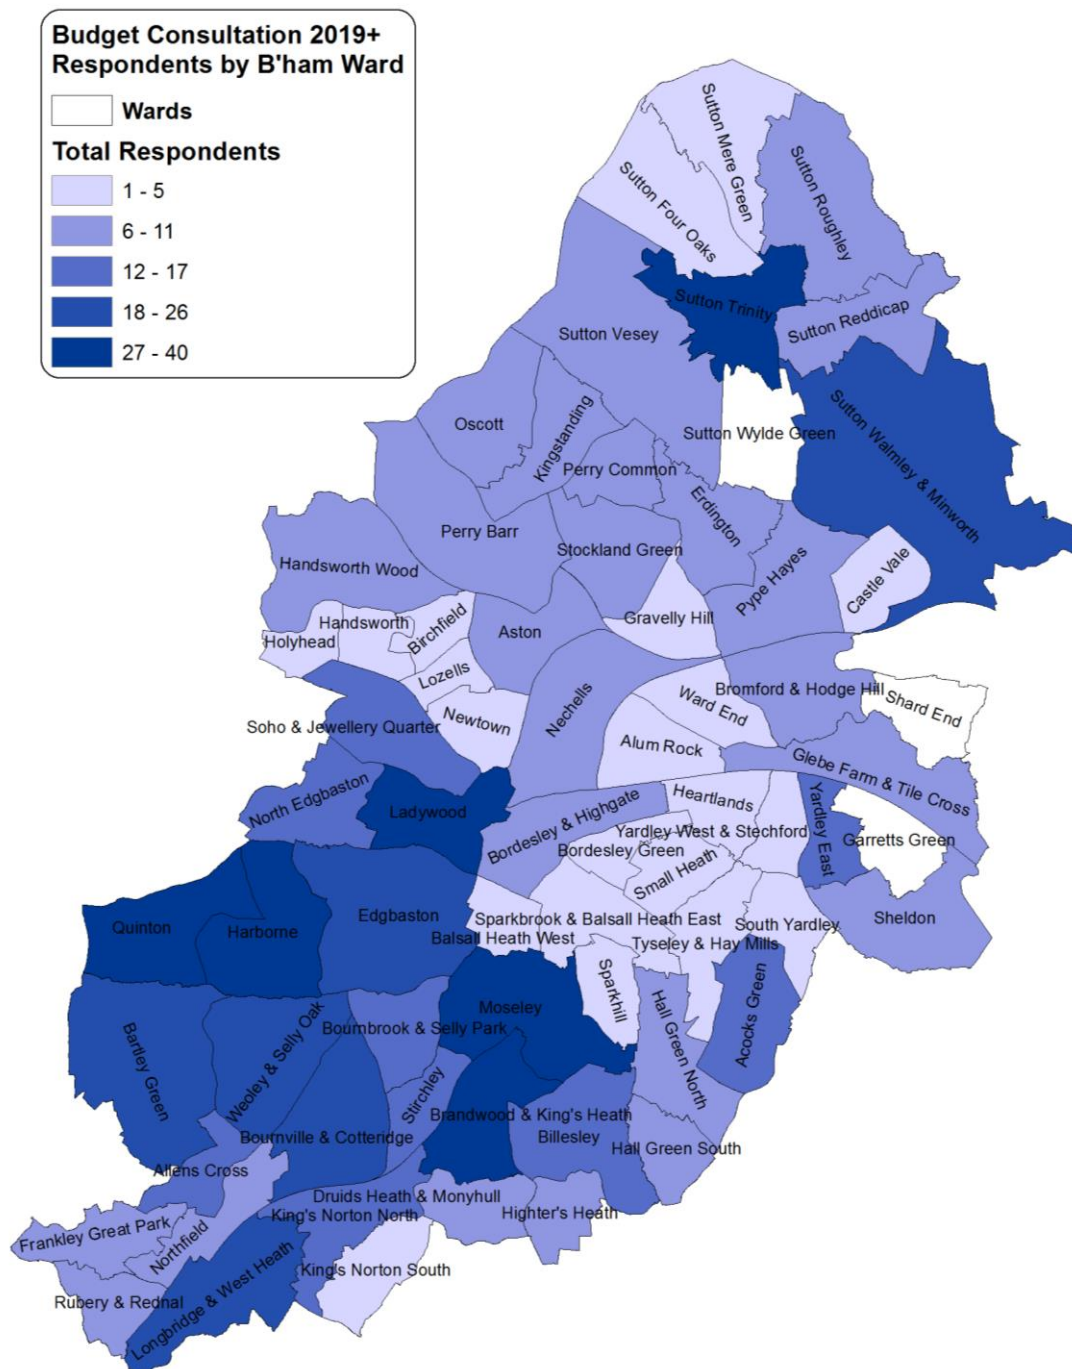 Budget Consultation 2019+
Respondents by B'ham Ward
Wards
Total Respondents
1 - 5
6 - 11
12 - 17
18 - 26
27 - 40
Sutton Mere Green
Sutton Four Oaks
Sutton Roughley
Sutton Trinity
Sutton Reddicap
Sutton Vesey
Sutton Wylde Green
Sutton Walmley & Minworth
Oscott
Kingstanding
Perry Common
Erdington
Perry Barr
Stockland Green
Handsworth Wood
Pype Hayes
Castle Vale
Gravelly Hill
Handsworth
Birchfield
Holyhead
Aston
Lozells
Nechells
Newtown
Ward End
Bromford & Hodge Hill
Shard End
Soho & Jewellery Quarter
Alum Rock
Glebe Farm & Tile Cross
North Edgbaston
Ladywood
Bordesley & Highgate
Heartlands
Yardley West & Stechford
Yardley East
Garretts Green
Bordesley Green
Small Heath
Quinton
Harborne
Edgbaston
Sparkbrook & Balsall Heath East
South Yardley
Sheldon
Balsall Heath West
Tyseley & Hay Mills
Sparkhill
Moseley
Hall Green North
Acocks Green
Bartley Green
Weoley & Selly Oak
Bournbrook & Selly Park
Stirchley
Brandwood & King's Heath
Billesley
Bournville & Cotteridge
Hall Green South
Allens Cross
Druids Heath & Monyhull
King's Norton North
Highter's Heath
Frankley Great Park
Northfield
King's Norton South
Rubery & Rednal
Longbridge & West Heath